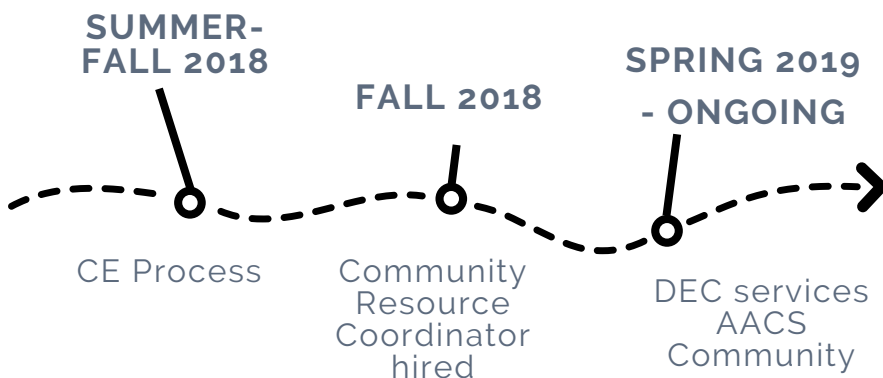 SUMMER-
FALL 2018
FALL 2018
SPRING 2019
- ONGOING
CE Process
Community
Resource
Coordinator
hired
DEC services
AACS
Community